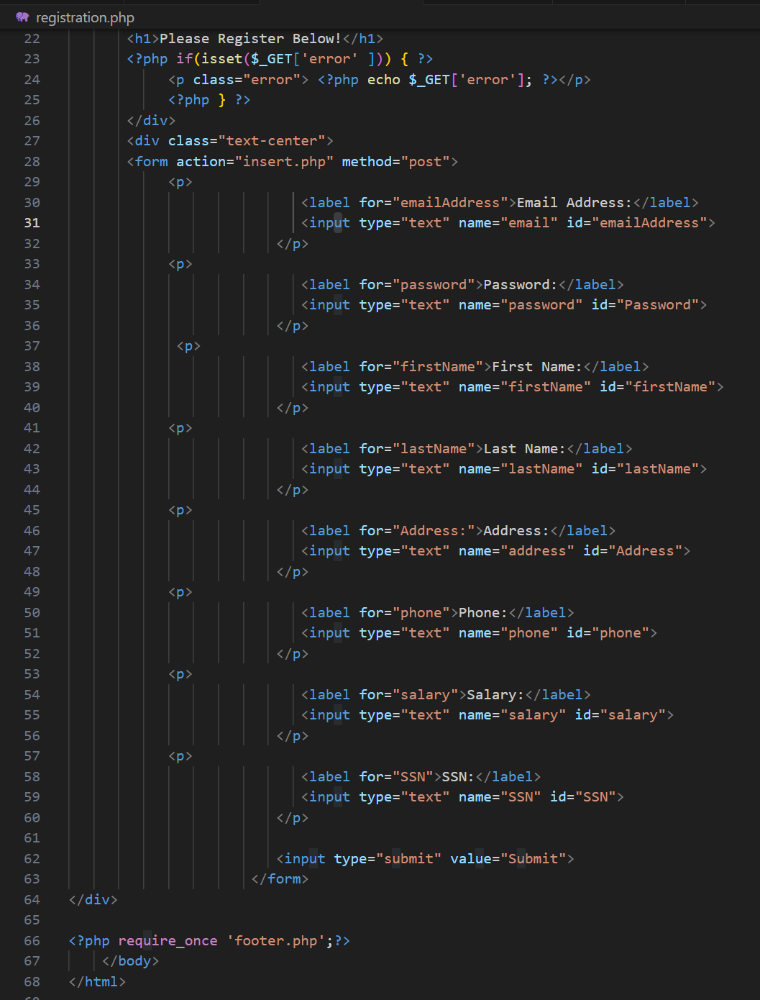 registration.php
22 <h1>Please Register Below!</h1>
23 <?php if(isset($_GET['error' ])) { ?>
24 <p class="error"> <?php echo $_GET['error']; ?></p>
25 <?php } ?>
26 </div>
27 <div class="text-center">
28 <form action="insert.php" method="post">
29 <p>
30 <label for="emailAddress">Email Address:</label>
31 <input type="text" name="email" id="emailAddress">
32 </p>
33 <p>
34 <label for="password">Password:</label>
35 <input type="text" name="password" id="Password">
36 </p>
37 <p>
38 <label for="firstName">First Name:</label>
39 <input type="text" name="firstName" id="firstName">
40 </p>
41 <p>
42 <label for="lastName">Last Name:</label>
43 <input type="text" name="lastName" id="lastName">
44 </p>
45 <p>
46 <label for="Address:">Address:</label>
47 <input type="text" name="address" id="Address">
48 </p>
49 <p>
50 <label for="phone">Phone:</label>
51 <input type="text" name="phone" id="phone">
52 </p>
53 <p>
54 <label for="salary">Salary:</label>
55 <input type="text" name="salary" id="salary">
56 </p>
57 <p>
58 <label for="SSN">SSN:</label>
59 <input type="text" name="SSN" id="SSN">
60 </p>
61
62 <input type="submit" value="Submit">
63 </form>
64 </div>
65
66 <?php require_once 'footer.php';?>
67 </body>
68 </html>